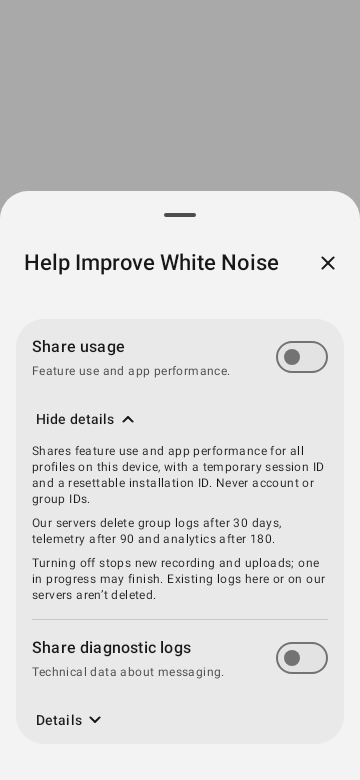 Help Improve White Noise
Share usage
Feature use and app performance.
Hide details
Shares feature use and app performance for all
profiles on this device, with a temporary session ID
and a resettable installation ID. Never account or
group IDs.
Our servers delete group logs after 30 days,
telemetry after 90 and analytics after 180.
Turning off stops new recording and uploads; one
in progress may finish. Existing logs here or on our
servers aren’t deleted.
Share diagnostic logs
Technical data about messaging.
Details